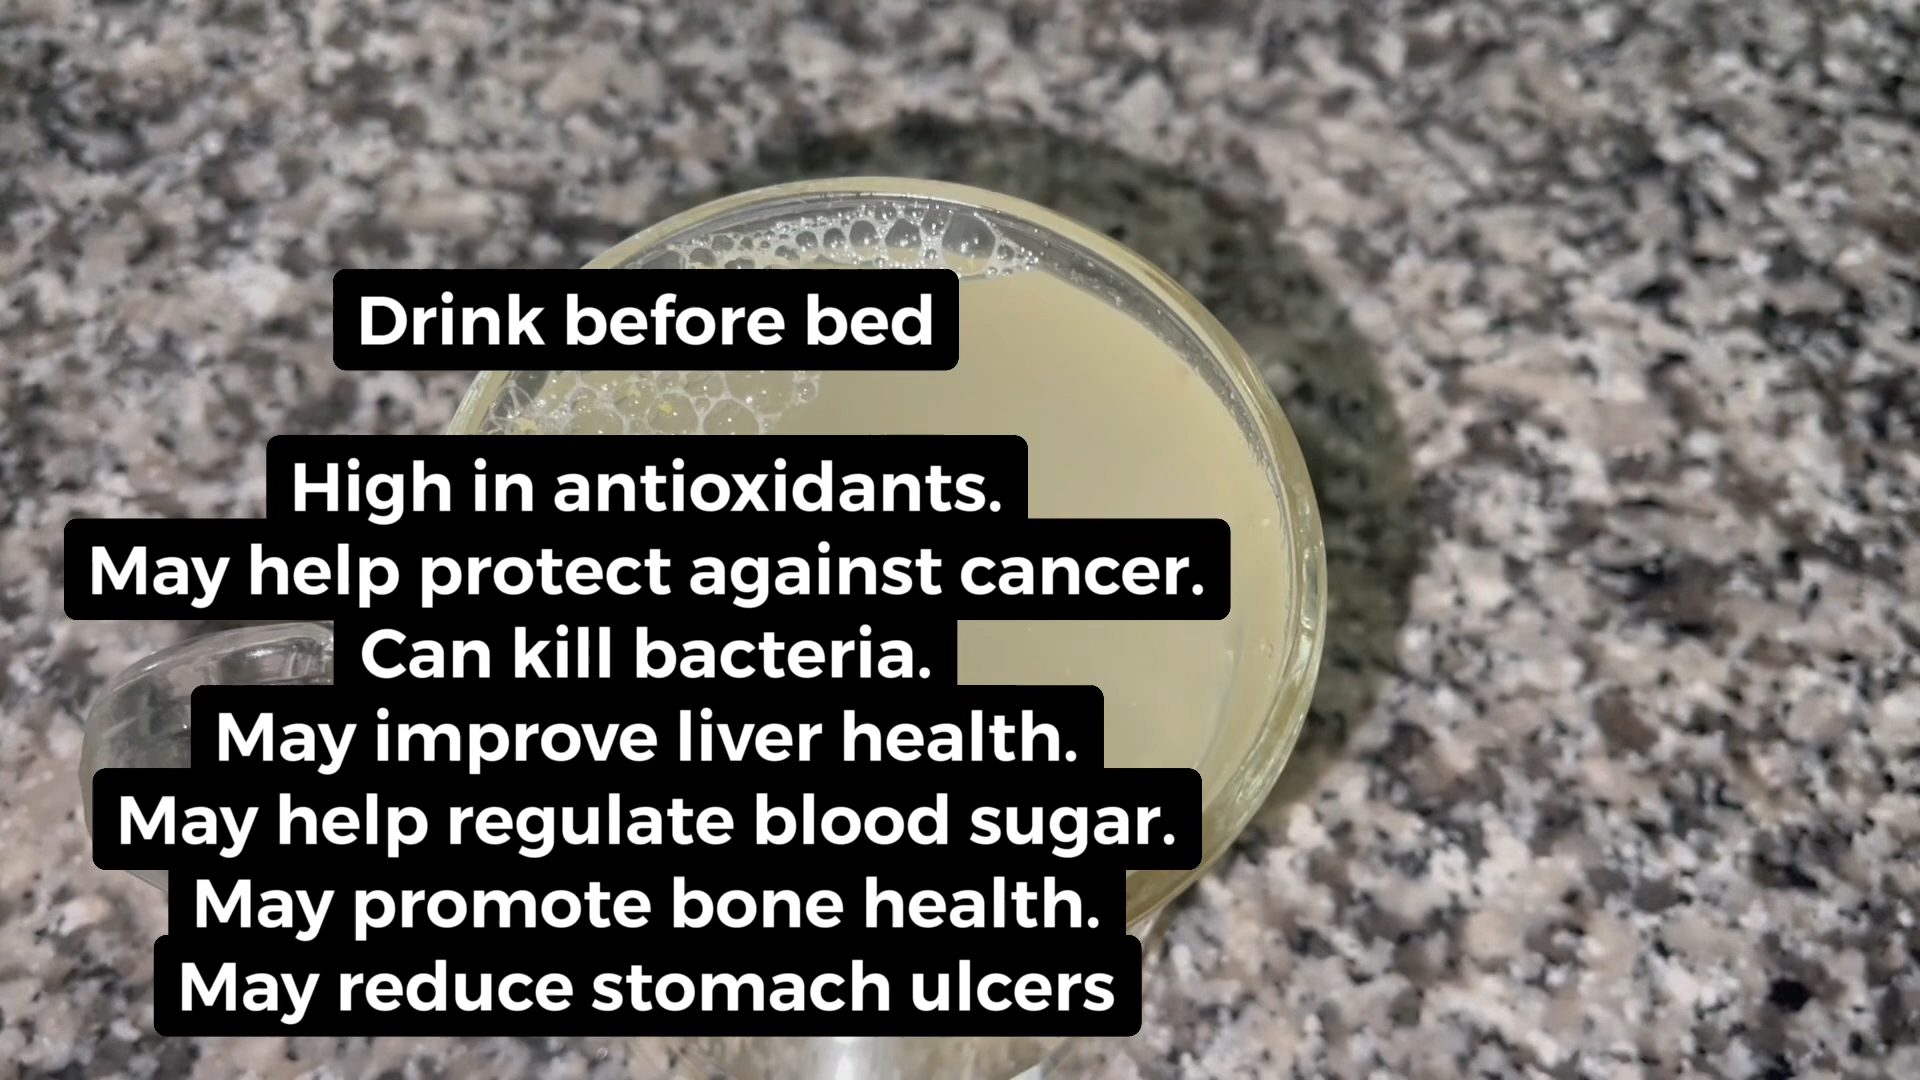 Drink before bed
High in antioxidants.
May help protect against cancer.
Can kill bacteria.
May improve liver health.
May help regulate blood sugar.
May promote bone health.
May reduce stomach ulcers